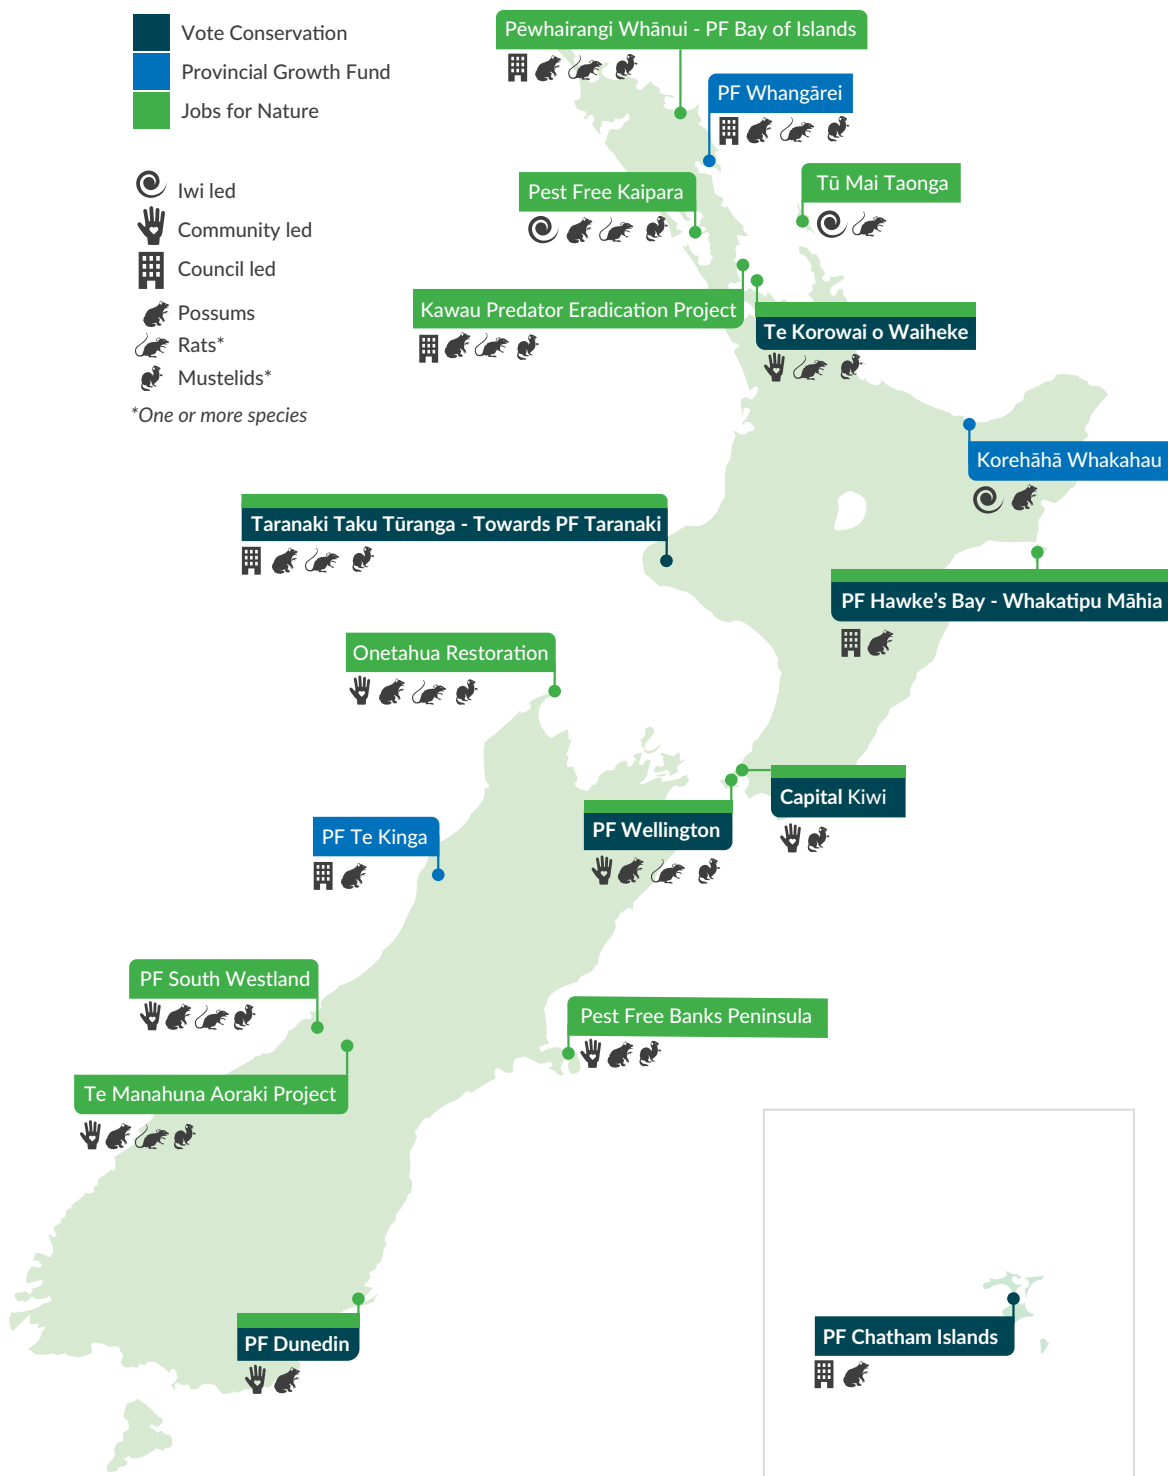 Vote Conservation
Provincial Growth Fund
Jobs for Nature
Iwi led
Community led
Council led
Possums
Rats*
Mustelids*
*One or more species
Pēwhairangi Whānui - PF Bay of Islands
PF Whangārei
Pest Free Kaipara
Tū Mai Taonga
Kawau Predator Eradication Project
Te Korowai o Waiheke
Korehāhā Whakahau
Taranaki Taku Tūranga - Towards PF Taranaki
PF Hawke's Bay - Whakatipu Māhia
Onetahua Restoration
Capital Kiwi
PF Wellington
PF Te Kinga
PF South Westland
Pest Free Banks Peninsula
Te Manahuna Aoraki Project
PF Dunedin
PF Chatham Islands